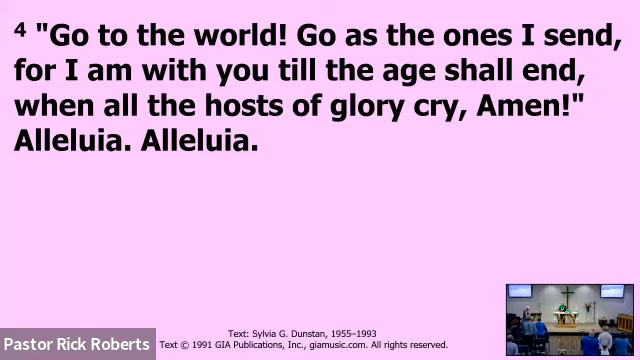 ⁴ "Go to the world! Go as the ones I send,
for I am with you till the age shall end,
when all the hosts of glory cry, Amen!"
Alleluia. Alleluia.
Text: Sylvia G. Dunstan, 1955–1993
Text © 1991 GIA Publications, Inc., giamusic.com. All rights reserved.
Pastor Rick Roberts